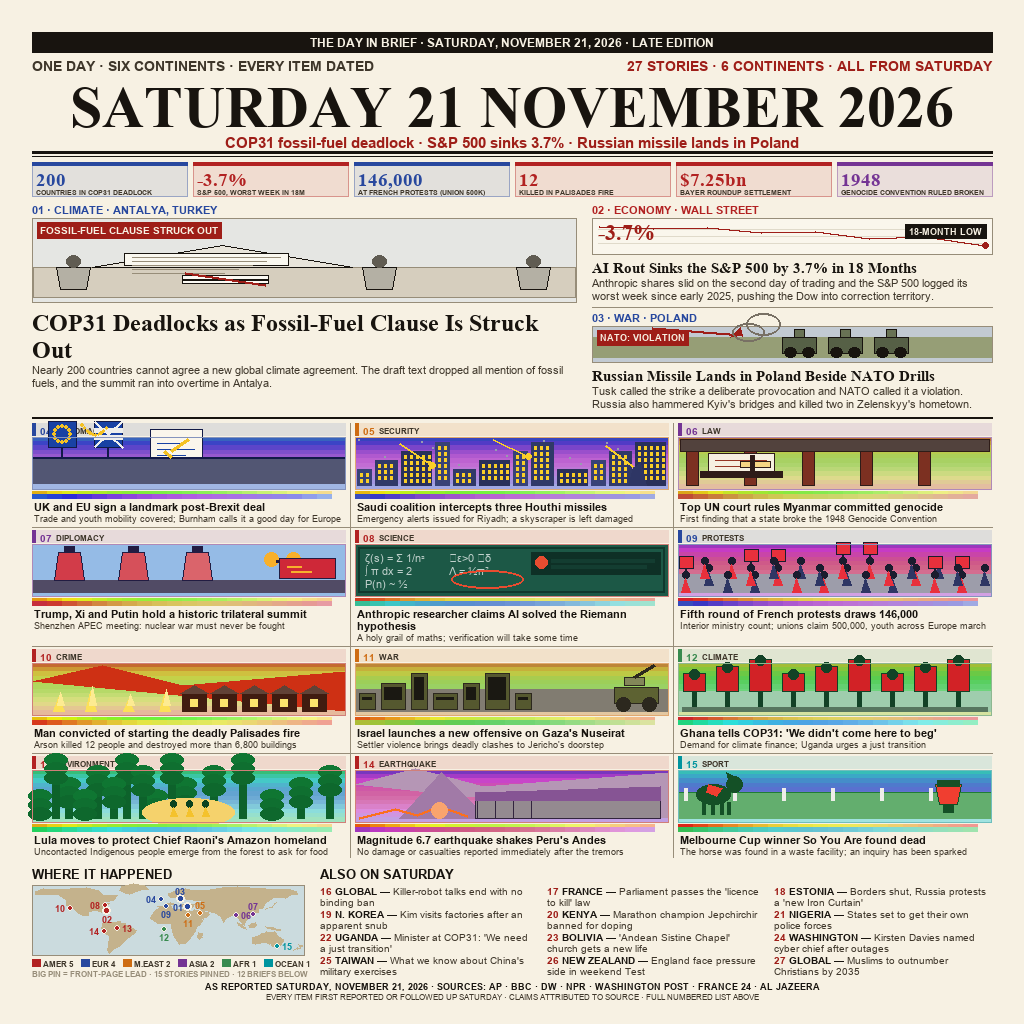 THE DAY IN BRIEF · SATURDAY, NOVEMBER 21, 2026 · LATE EDITION
ONE DAY · SIX CONTINENTS · EVERY ITEM DATED
27 STORIES · 6 CONTINENTS · ALL FROM SATURDAY
SATURDAY 21 NOVEMBER 2026
COP31 fossil-fuel deadlock · S&P 500 sinks 3.7% · Russian missile lands in Poland
200
COUNTRIES IN COP31 DEADLOCK
-3.7%
S&P 500, WORST WEEK IN 18M
146,000
AT FRENCH PROTESTS (UNION 500K)
12
KILLED IN PALISADES FIRE
$7.25bn
BAYER ROUNDUP SETTLEMENT
1948
GENOCIDE CONVENTION RULED BROKEN
01 · CLIMATE · ANTALYA, TURKEY
FOSSIL-FUEL CLAUSE STRUCK OUT
COP31 Deadlocks as Fossil-Fuel Clause Is Struck
Out
Nearly 200 countries cannot agree a new global climate agreement. The draft text dropped all mention of fossil
fuels, and the summit ran into overtime in Antalya.
02 · ECONOMY · WALL STREET
-3.7%
18-MONTH LOW
AI Rout Sinks the S&P 500 by 3.7% in 18 Months
Anthropic shares slid on the second day of trading and the S&P 500 logged its
worst week since early 2025, pushing the Dow into correction territory.
03 · WAR · POLAND
NATO: VIOLATION
Russian Missile Lands in Poland Beside NATO Drills
Tusk called the strike a deliberate provocation and NATO called it a violation.
Russia also hammered Kyiv's bridges and killed two in Zelenskyy's hometown.
UK and EU sign a landmark post-Brexit deal
Trade and youth mobility covered; Burnham calls it a good day for Europe
05 SECURITY
Saudi coalition intercepts three Houthi missiles
Emergency alerts issued for Riyadh; a skyscraper is left damaged
06 LAW
Top UN court rules Myanmar committed genocide
First finding that a state broke the 1948 Genocide Convention
07 DIPLOMACY
Trump, Xi and Putin hold a historic trilateral summit
Shenzhen APEC meeting: nuclear war must never be fought
08 SCIENCE
ζ(s) = Σ 1/nˢ
∫ π dx = 2
P(n) ~ ½
Anthropic researcher claims AI solved the Riemann
hypothesis
A holy grail of maths; verification will take some time
09 PROTESTS
Fifth round of French protests draws 146,000
Interior ministry count; unions claim 500,000, youth across Europe march
10 CRIME
Man convicted of starting the deadly Palisades fire
Arson killed 12 people and destroyed more than 6,800 buildings
11 WAR
Israel launches a new offensive on Gaza's Nuseirat
Settler violence brings deadly clashes to Jericho's doorstep
12 CLIMATE
Ghana tells COP31: 'We didn't come here to beg'
Demand for climate finance; Uganda urges a just transition
Lula moves to protect Chief Raoni's Amazon homeland
Uncontacted Indigenous people emerge from the forest to ask for food
14 EARTHQUAKE
Magnitude 6.7 earthquake shakes Peru's Andes
No damage or casualties reported immediately after the tremors
15 SPORT
Melbourne Cup winner So You Are found dead
The horse was found in a waste facility; an inquiry has been sparked
WHERE IT HAPPENED
10 08 02 14 13 04 03 01 09 05 11 12 07 06 15
AMER 5 EUR 4 M.EAST 2 ASIA 2 AFR 1 OCEAN 1
BIG PIN = FRONT-PAGE LEAD · 15 STORIES PINNED · 12 BRIEFS BELOW
ALSO ON SATURDAY
16 GLOBAL — Killer-robot talks end with no
binding ban
17 FRANCE — Parliament passes the 'licence
to kill' law
18 ESTONIA — Borders shut, Russia protests
a 'new Iron Curtain'
19 N. KOREA — Kim visits factories after an
apparent snub
20 KENYA — Marathon champion Jepchirchir
banned for doping
21 NIGERIA — States set to get their own
police forces
22 UGANDA — Minister at COP31: 'We need
a just transition'
23 BOLIVIA — 'Andean Sistine Chapel'
church gets a new life
24 WASHINGTON — Kirsten Davies named
cyber chief after outages
25 TAIWAN — What we know about China's
military exercises
26 NEW ZEALAND — England face pressure
side in weekend Test
27 GLOBAL — Muslims to outnumber
Christians by 2035
AS REPORTED SATURDAY, NOVEMBER 21, 2026 · SOURCES: AP · BBC · DW · NPR · WASHINGTON POST · FRANCE 24 · AL JAZEERA
EVERY ITEM FIRST REPORTED OR FOLLOWED UP SATURDAY · CLAIMS ATTRIBUTED TO SOURCE · FULL NUMBERED LIST ABOVE